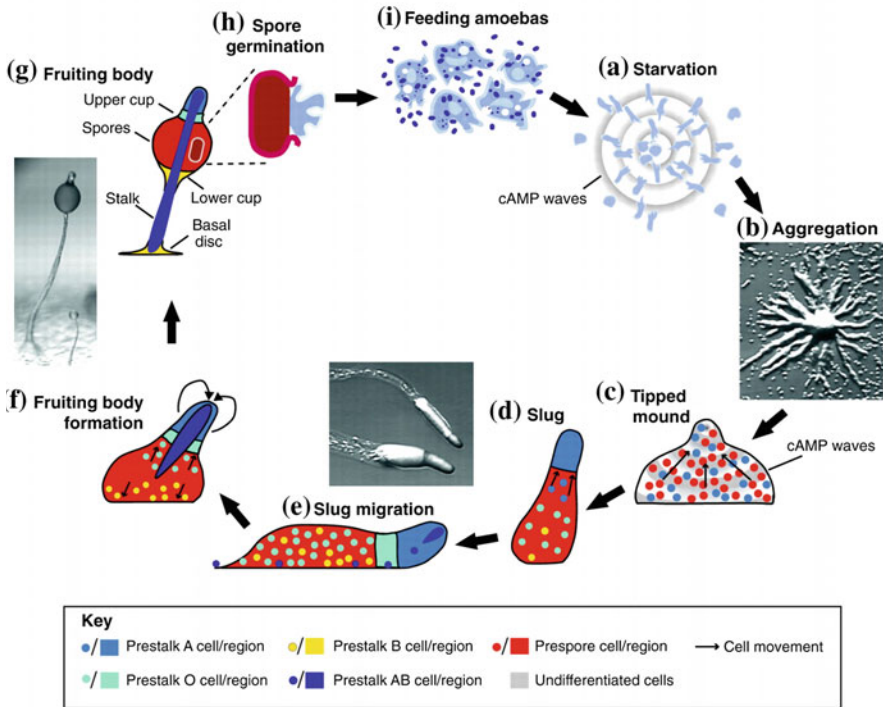 (h) Spore
germination
(i) Feeding amoebas
(g) Fruiting body
Upper cup
Spores
Stalk
Lower cup
Basal
disc
(a) Starvation
cAMP waves
(b) Aggregation
(c) Tipped
mound
cAMP waves
(d) Slug
(e) Slug migration
(f) Fruiting body
formation
Key
/ Prestalk A cell/region
/ Prestalk B cell/region
/ Prespore cell/region
Cell movement
/ Prestalk O cell/region
/ Prestalk AB cell/region
Undifferentiated cells